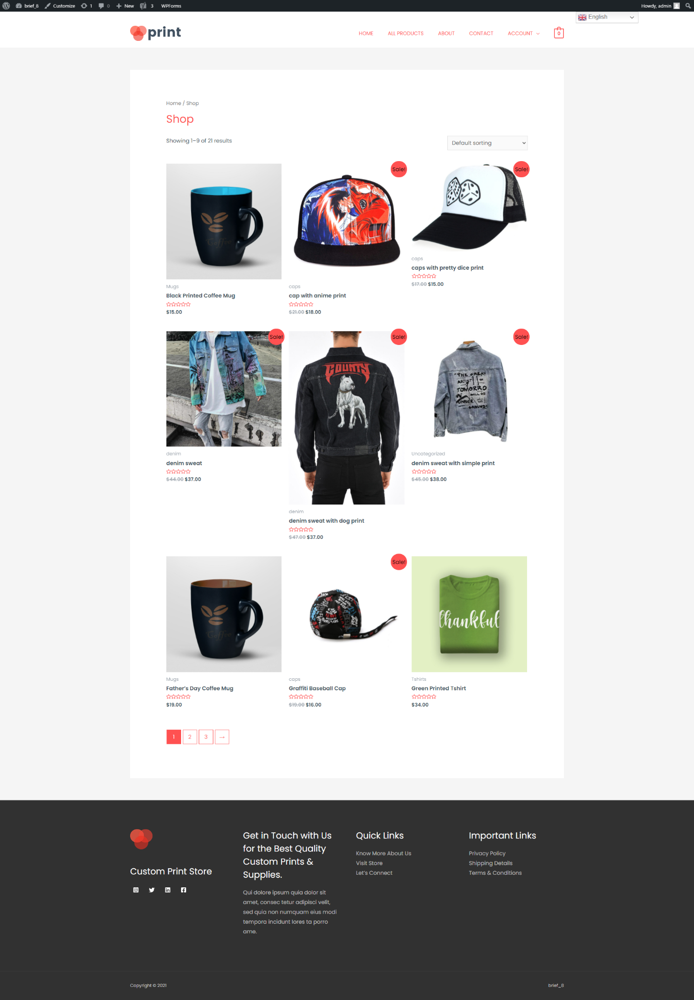 brief_8 Customize 1 0 New 3 WPForms Howdy, admin
English
print
HOME ALL PRODUCTS ABOUT CONTACT ACCOUNT 0
Home / Shop
Shop
Showing 1–9 of 21 results
Default sorting
Sale!
Sale!
Coffee
Mugs
Black Printed Coffee Mug
$15.00
caps
cap with anime print
$21.00 $18.00
caps
caps with pretty dice print
$17.00 $15.00
Sale!
Sale!
Sale!
COUNTY
"THE GREAT
ARTIST
TOMORRO
WILL GO
UNDER
GROUND"
denim
denim sweat
$44.00 $37.00
denim
denim sweat with dog print
$47.00 $37.00
Uncategorized
denim sweat with simple print
$45.00 $38.00
Sale!
Coffee
thankful
Mugs
Father's Day Coffee Mug
$19.00
caps
Graffiti Baseball Cap
$19.00 $16.00
Tshirts
Green Printed Tshirt
$34.00
1 2 3 →
Custom Print Store
Get in Touch with Us
for the Best Quality
Custom Prints &
Supplies.
Qui dolore ipsum quia dolor sit
amet, consec tetur adipisci velit,
sed quia non numquam eius modi
tempora incidunt lores ta porro
ame.
Quick Links
Know More About Us
Visit Store
Let's Connect
Important Links
Privacy Policy
Shipping Details
Terms & Conditions
Copyright © 2021
brief_8